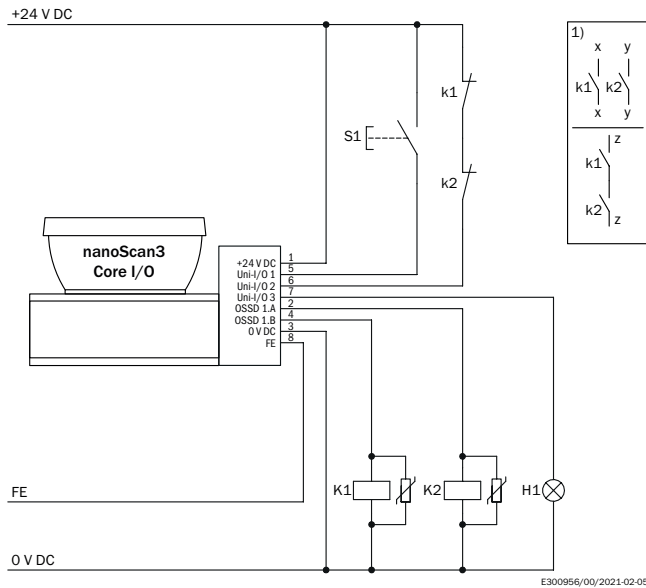 +24 V DC
1)
x y
k1 k2
x y
z
k1
k2
z
k1
S1
k2
nanoScan3
Core I/O
+24 V DC 1
Uni-I/O 1 5
Uni-I/O 2 6
Uni-I/O 3 7
OSSD 1.A 2
OSSD 1.B 4
0 V DC 3
FE 8
K1 K2 H1
FE
0 V DC
E300956/00/2021-02-05